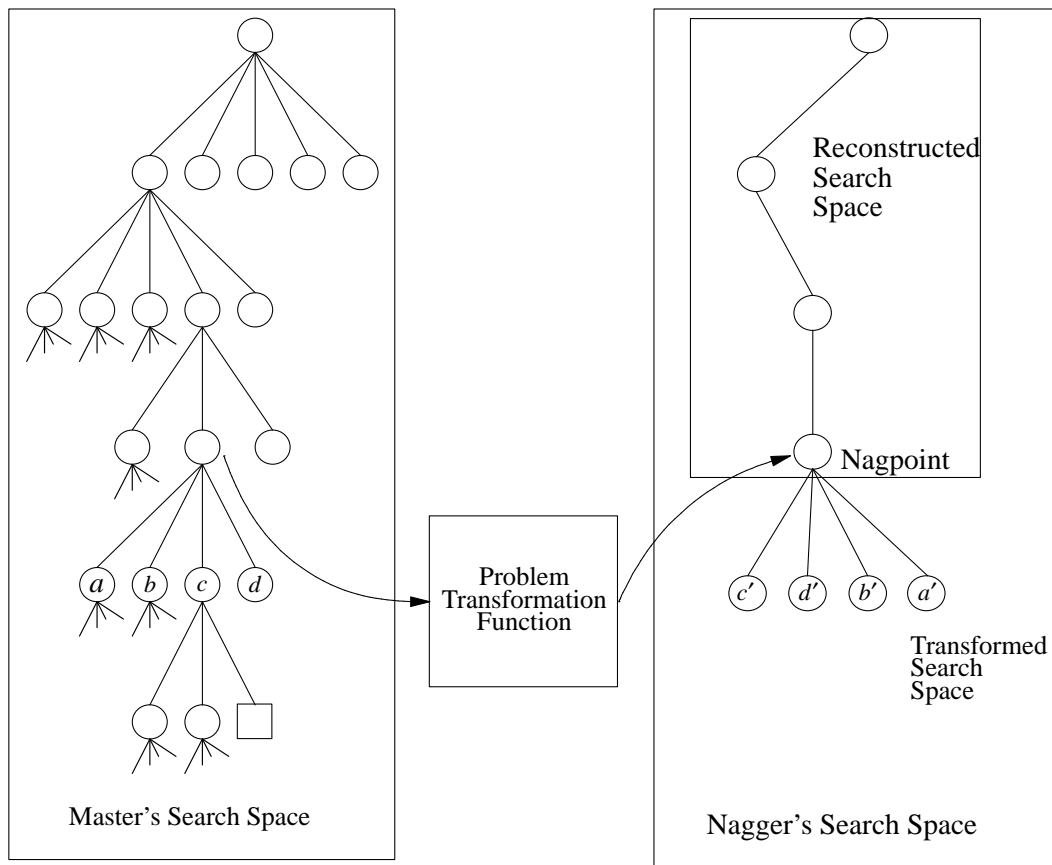 Reconstructed
Search
Space
Nagpoint
a b c d
Problem
Transformation
Function
c′ d′ b′ a′
Transformed
Search
Space
Master’s Search Space
Nagger’s Search Space